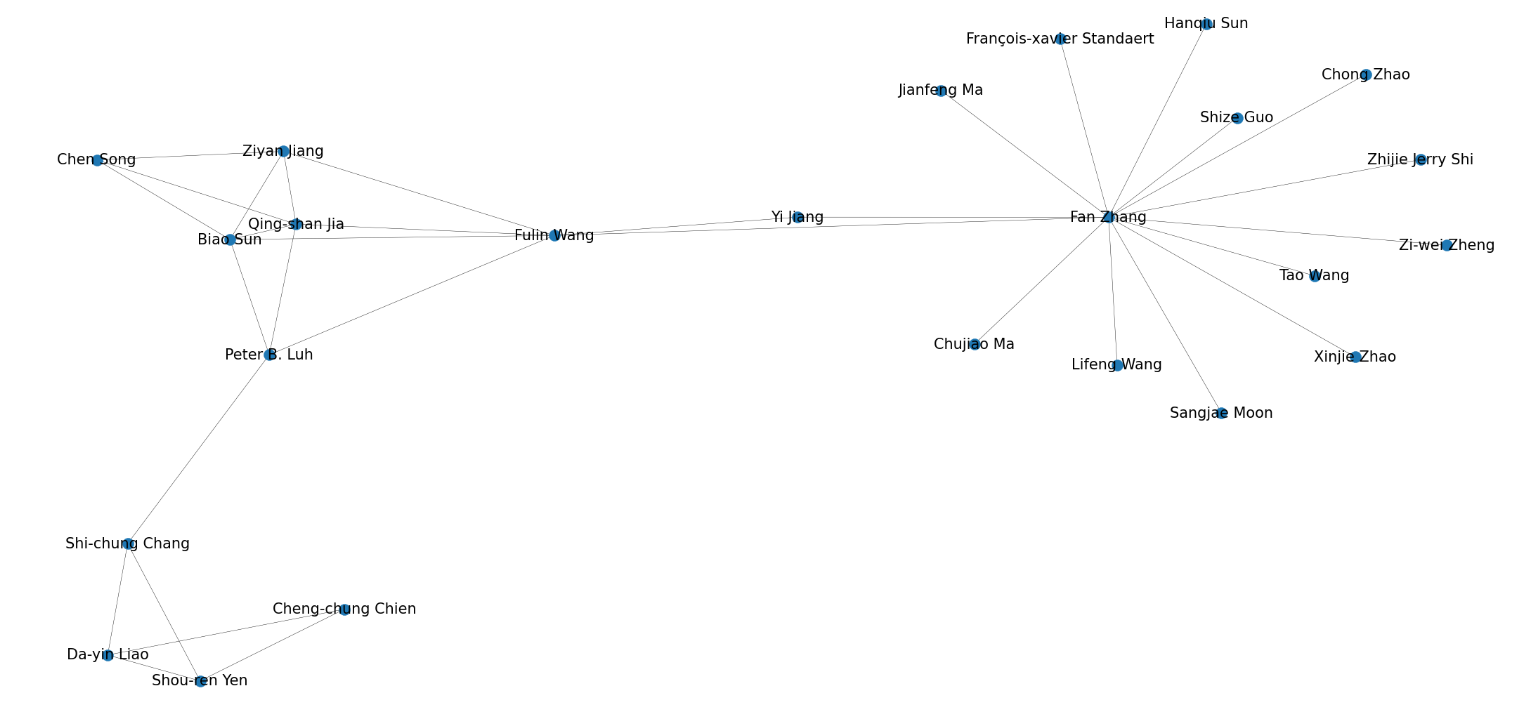 Hanqiu Sun
François-xavier Standaert
Chong Zhao
Jianfeng Ma
Shize Guo
Ziyan Jiang
Chen Song
Zhijie Jerry Shi
Yi Jiang
Fan Zhang
Qing-shan Jia
Biao Sun
Fulin Wang
Zi-wei Zheng
Tao Wang
Chujiao Ma
Peter B. Luh
Xinjie Zhao
Lifeng Wang
Sangjae Moon
Shi-chung Chang
Cheng-chung Chien
Da-yin Liao
Shou-ren Yen